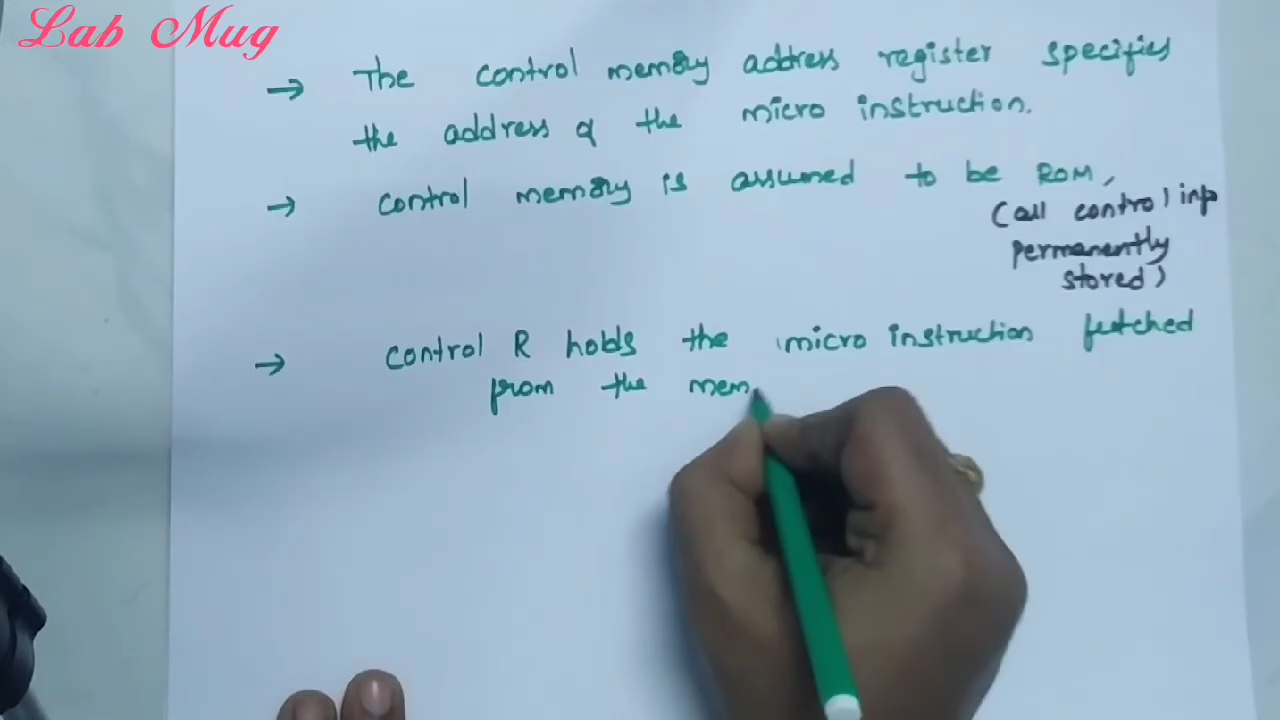 Lab Mug
→ The control memory address register specifies
the address of the micro instruction.
→ control memory is assumed to be ROM,
(all control info
permanently
stored)
→ control R holds the micro instruction fetched
from the mem